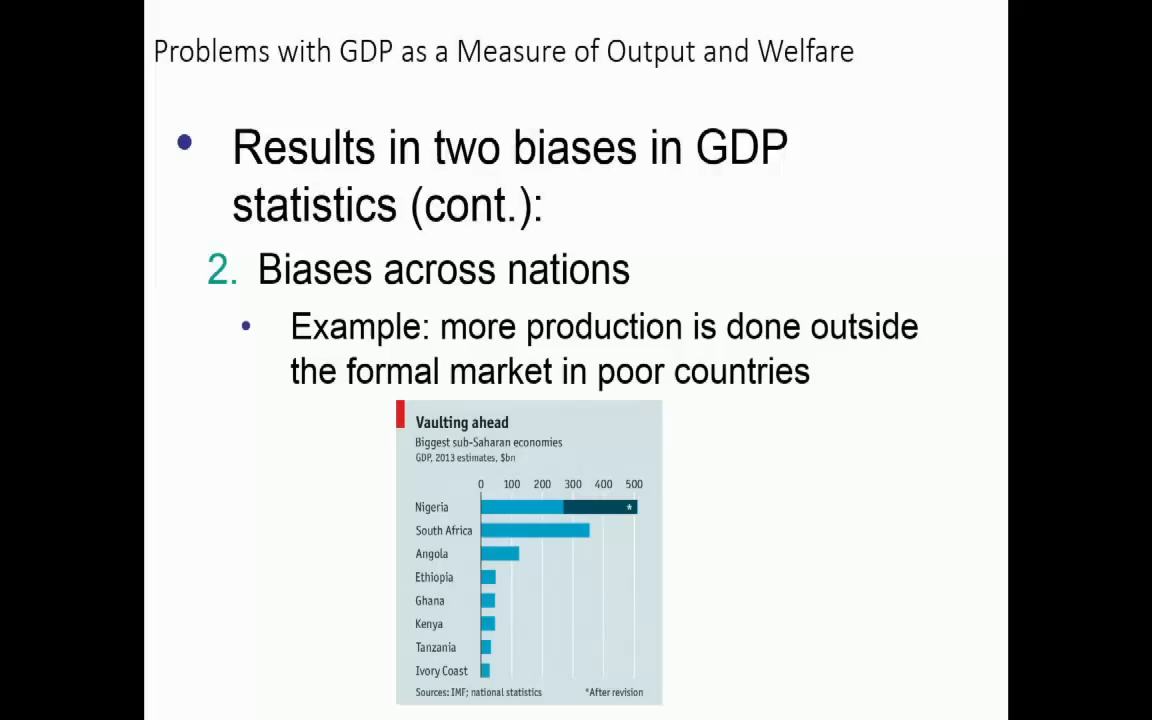 Problems with GDP as a Measure of Output and Welfare
• Results in two biases in GDP
statistics (cont.):
2. Biases across nations
• Example: more production is done outside
the formal market in poor countries
Vaulting ahead
Biggest sub-Saharan economies
GDP, 2013 estimates, $bn
0 100 200 300 400 500
Nigeria *
South Africa
Angola
Ethiopia
Ghana
Kenya
Tanzania
Ivory Coast
Sources: IMF; national statistics *After revision